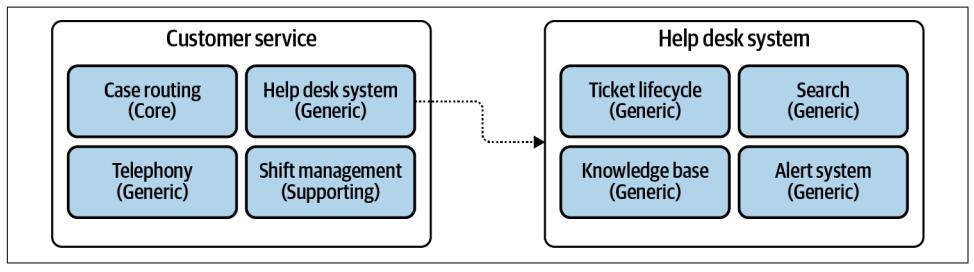 Customer service
Case routing
(Core)
Help desk system
(Generic)
Telephony
(Generic)
Shift management
(Supporting)
Help desk system
Ticket lifecycle
(Generic)
Search
(Generic)
Knowledge base
(Generic)
Alert system
(Generic)